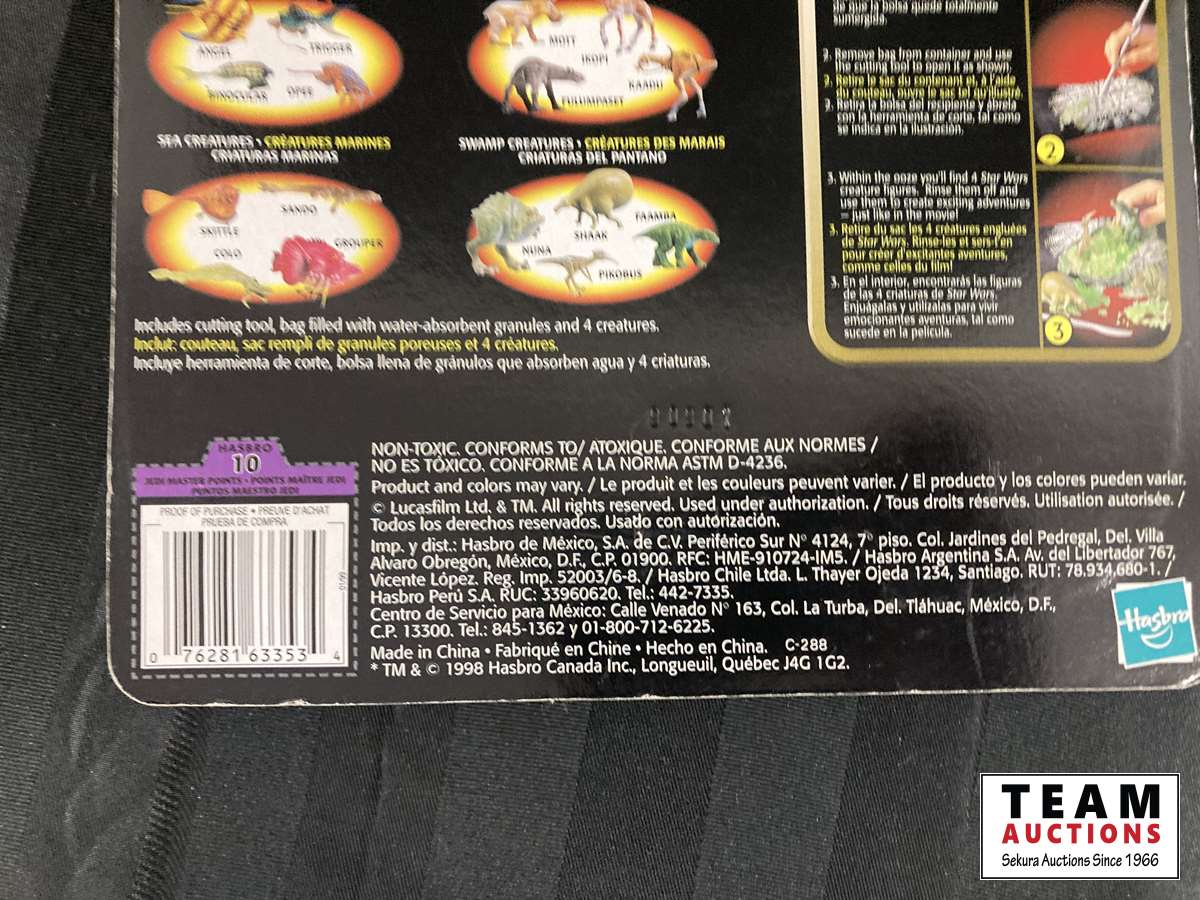 ANGEL
TRIGGER
BINOCULAR
OPEE
MOTT
IKOPI
KAADU
FULUMPASET
SEA CREATURES • CRÉATURES MARINES
CRIATURAS MARINAS
SWAMP CREATURES • CRÉATURES DES MARAIS
CRIATURAS DEL PANTANO
SANDO
SKITTLE
COLO
GROUPER
FAAMBA
SHAAK
NUNA
PIKOBUS
Includes cutting tool, bag filled with water-absorbent granules and 4 creatures.
Inclut: couteau, sac rempli de granules poreuses et 4 créatures.
Incluye herramienta de corte, bolsa llena de gránulos que absorben agua y 4 criaturas.
de que la bolsa quede totalmente
sumergida.
2. Remove bag from container and use
the cutting tool to open it as shown.
2. Retire le sac du contenant et, à l'aide
du couteau, ouvre le sac tel qu'illustré.
2. Retira la bolsa del recipiente y ábrela
con la herramienta de corte, tal como
se indica en la ilustración.
2
3. Within the ooze you'll find 4 Star Wars
creature figures. Rinse them off and
use them to create exciting adventures
– just like in the movie!
3. Retire du sac les 4 créatures engluées
de Star Wars. Rinse-les et sers-t'en
pour créer d'excitantes aventures,
comme celles du film!
3. En el interior, encontrarás las figuras
de las 4 criaturas de Star Wars.
Enjuágalas y utilízalas para vivir
emocionantes aventuras, tal como
sucede en la película.
3
HASBRO
10
JEDI MASTER POINTS • POINTS MAÎTRE JEDI
PUNTOS MAESTRO JEDI
PROOF OF PURCHASE • PREUVE D'ACHAT
PRUEBA DE COMPRA
0 76281 63353 4
NON-TOXIC. CONFORMS TO/ ATOXIQUE. CONFORME AUX NORMES /
NO ES TÓXICO. CONFORME A LA NORMA ASTM D-4236.
Product and colors may vary. / Le produit et les couleurs peuvent varier. / El producto y los colores pueden variar.
© Lucasfilm Ltd. & TM. All rights reserved. Used under authorization. / Tous droits réservés. Utilisation autorisée. /
Todos los derechos reservados. Usado con autorización.
Imp. y dist.: Hasbro de México, S.A. de C.V. Periférico Sur N° 4124, 7° piso. Col. Jardines del Pedregal, Del. Villa
Alvaro Obregón, México, D.F., C.P. 01900. RFC: HME-910724-IM5. / Hasbro Argentina S.A. Av. del Libertador 767,
Vicente López. Reg. Imp. 52003/6-8. / Hasbro Chile Ltda. L. Thayer Ojeda 1234, Santiago. RUT: 78.934,680-1. /
Hasbro Perú S.A. RUC: 33960620. Tel.: 442-7335.
Centro de Servicio para México: Calle Venado N° 163, Col. La Turba, Del. Tláhuac, México, D.F.,
C.P. 13300. Tel.: 845-1362 y 01-800-712-6225.
Made in China • Fabriqué en Chine • Hecho en China. C-288
* TM & © 1998 Hasbro Canada Inc., Longueuil, Québec J4G 1G2.
Hasbro
TEAM
AUCTIONS
Sekura Auctions Since 1966